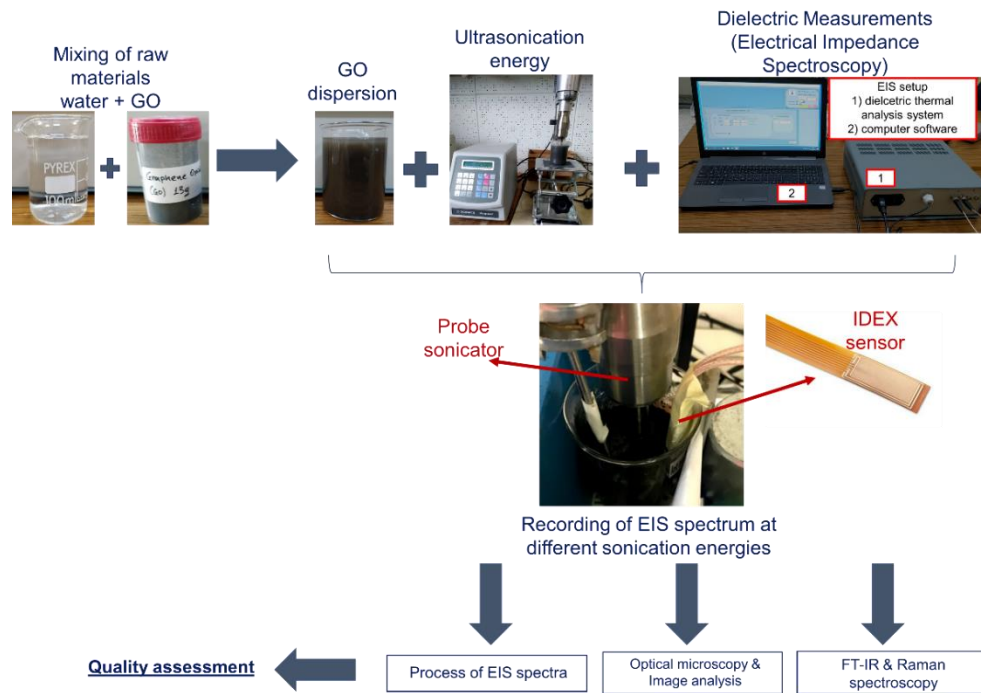 Mixing of raw
materials
water + GO
GO
dispersion
Ultrasonication
energy
Dielectric Measurements
(Electrical Impedance
Spectroscopy)
EIS setup
1) dielcetric thermal
analysis system
2) computer software
PYREX
100ml
Graphene
(GO)
1
2
Probe
sonicator
IDEX
sensor
Recording of EIS spectrum at
different sonication energies
Quality assessment
Process of EIS spectra
Optical microscopy &
Image analysis
FT-IR & Raman
spectroscopy